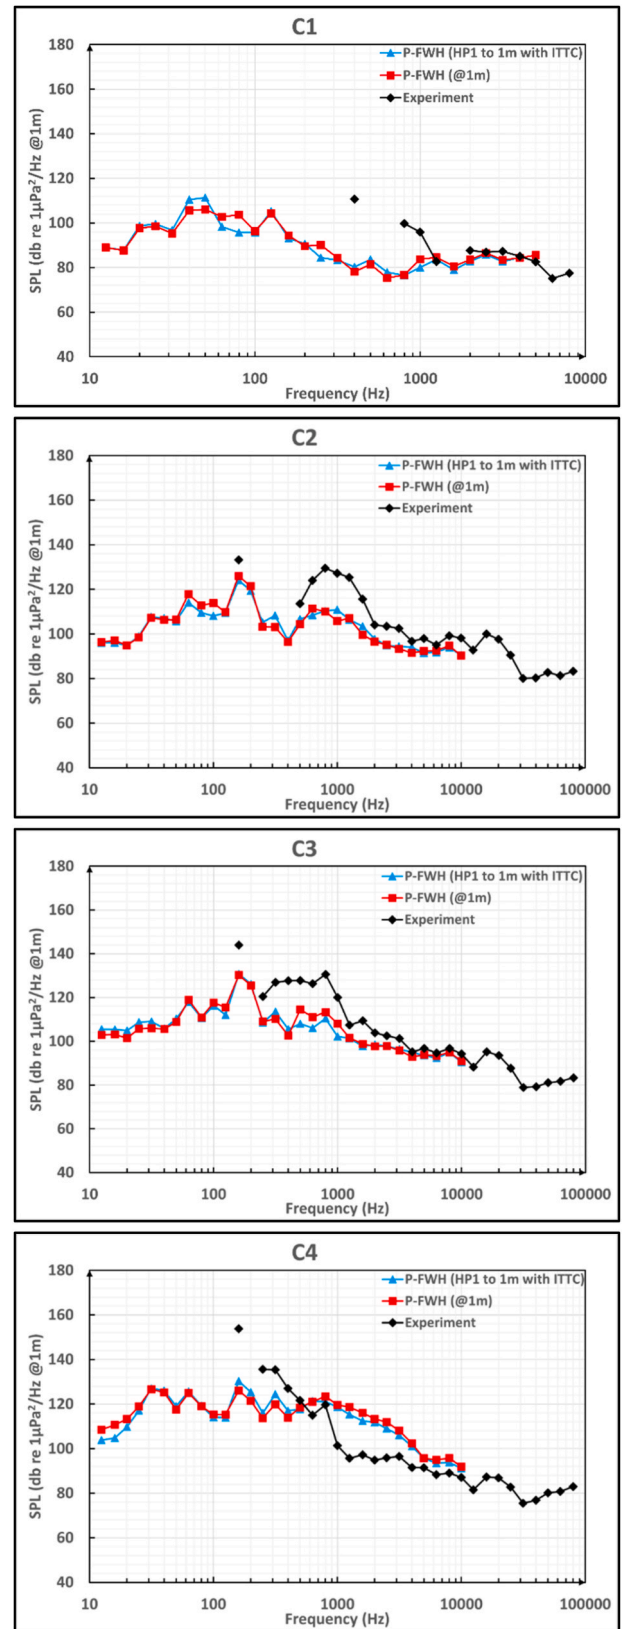 C1
180
160
140
120
100
80
60
40
SPL (db re 1µPa²/Hz @1m)
P-FWH (HP1 to 1m with ITTC)
P-FWH (@1m)
Experiment
10 100 1000 10000
Frequency (Hz)
C2
180
160
140
120
100
80
60
40
SPL (db re 1µPa²/Hz @1m)
P-FWH (HP1 to 1m with ITTC)
P-FWH (@1m)
Experiment
10 100 1000 10000 100000
Frequency (Hz)
C3
180
160
140
120
100
80
60
40
SPL (db re 1µPa²/Hz @1m)
P-FWH (HP1 to 1m with ITTC)
P-FWH (@1m)
Experiment
10 100 1000 10000 100000
Frequency (Hz)
C4
180
160
140
120
100
80
60
40
SPL (db re 1µPa²/Hz @1m)
P-FWH (HP1 to 1m with ITTC)
P-FWH (@1m)
Experiment
10 100 1000 10000 100000
Frequency (Hz)